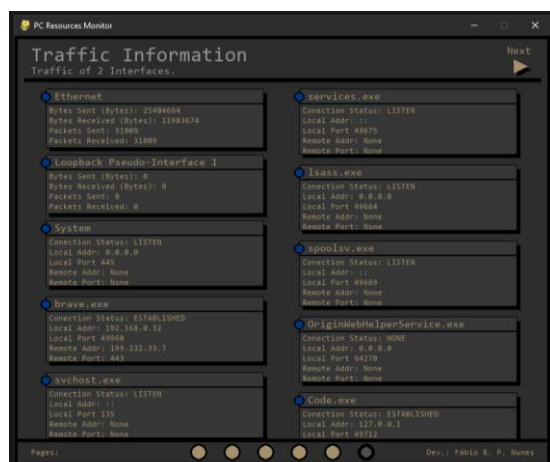 PC Resources Monitor
Traffic Information
Traffic of 2 Interfaces.
Next
Ethernet
Bytes Sent (Bytes): 25404694
Bytes Received (Bytes): 11983674
Packets Sent: 31009
Packets Received: 31009
Loopback Pseudo-Interface 1
Bytes Sent (Bytes): 0
Bytes Received (Bytes): 0
Packets Sent: 0
Packets Received: 0
System
Conection Status: LISTEN
Local Addr: 0.0.0.0
Local Port 445
Remote Addr: None
Remote Port: None
brave.exe
Conection Status: ESTABLISHED
Local Addr: 192.168.0.32
Local Port 49960
Remote Addr: 199.232.33.7
Remote Port: 443
svchost.exe
Conection Status: LISTEN
Local Addr: ::
Local Port 135
Remote Addr: None
Remote Port: None
services.exe
Conection Status: LISTEN
Local Addr: ::
Local Port 49675
Remote Addr: None
Remote Port: None
lsass.exe
Conection Status: LISTEN
Local Addr: 0.0.0.0
Local Port 49664
Remote Addr: None
Remote Port: None
spoolsv.exe
Conection Status: LISTEN
Local Addr: ::
Local Port 49669
Remote Addr: None
Remote Port: None
OriginWebHelperService.exe
Conection Status: NONE
Local Addr: 0.0.0.0
Local Port 64270
Remote Addr: None
Remote Port: None
Code.exe
Conection Status: ESTABLISHED
Local Addr: 127.0.0.1
Local Port 49712
Pages:
Dev.: Fábio R. P. Nunes